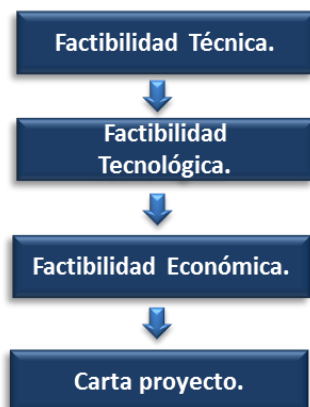 Factibilidad Técnica.
Factibilidad
Tecnológica.
Factibilidad Económica.
Carta proyecto.